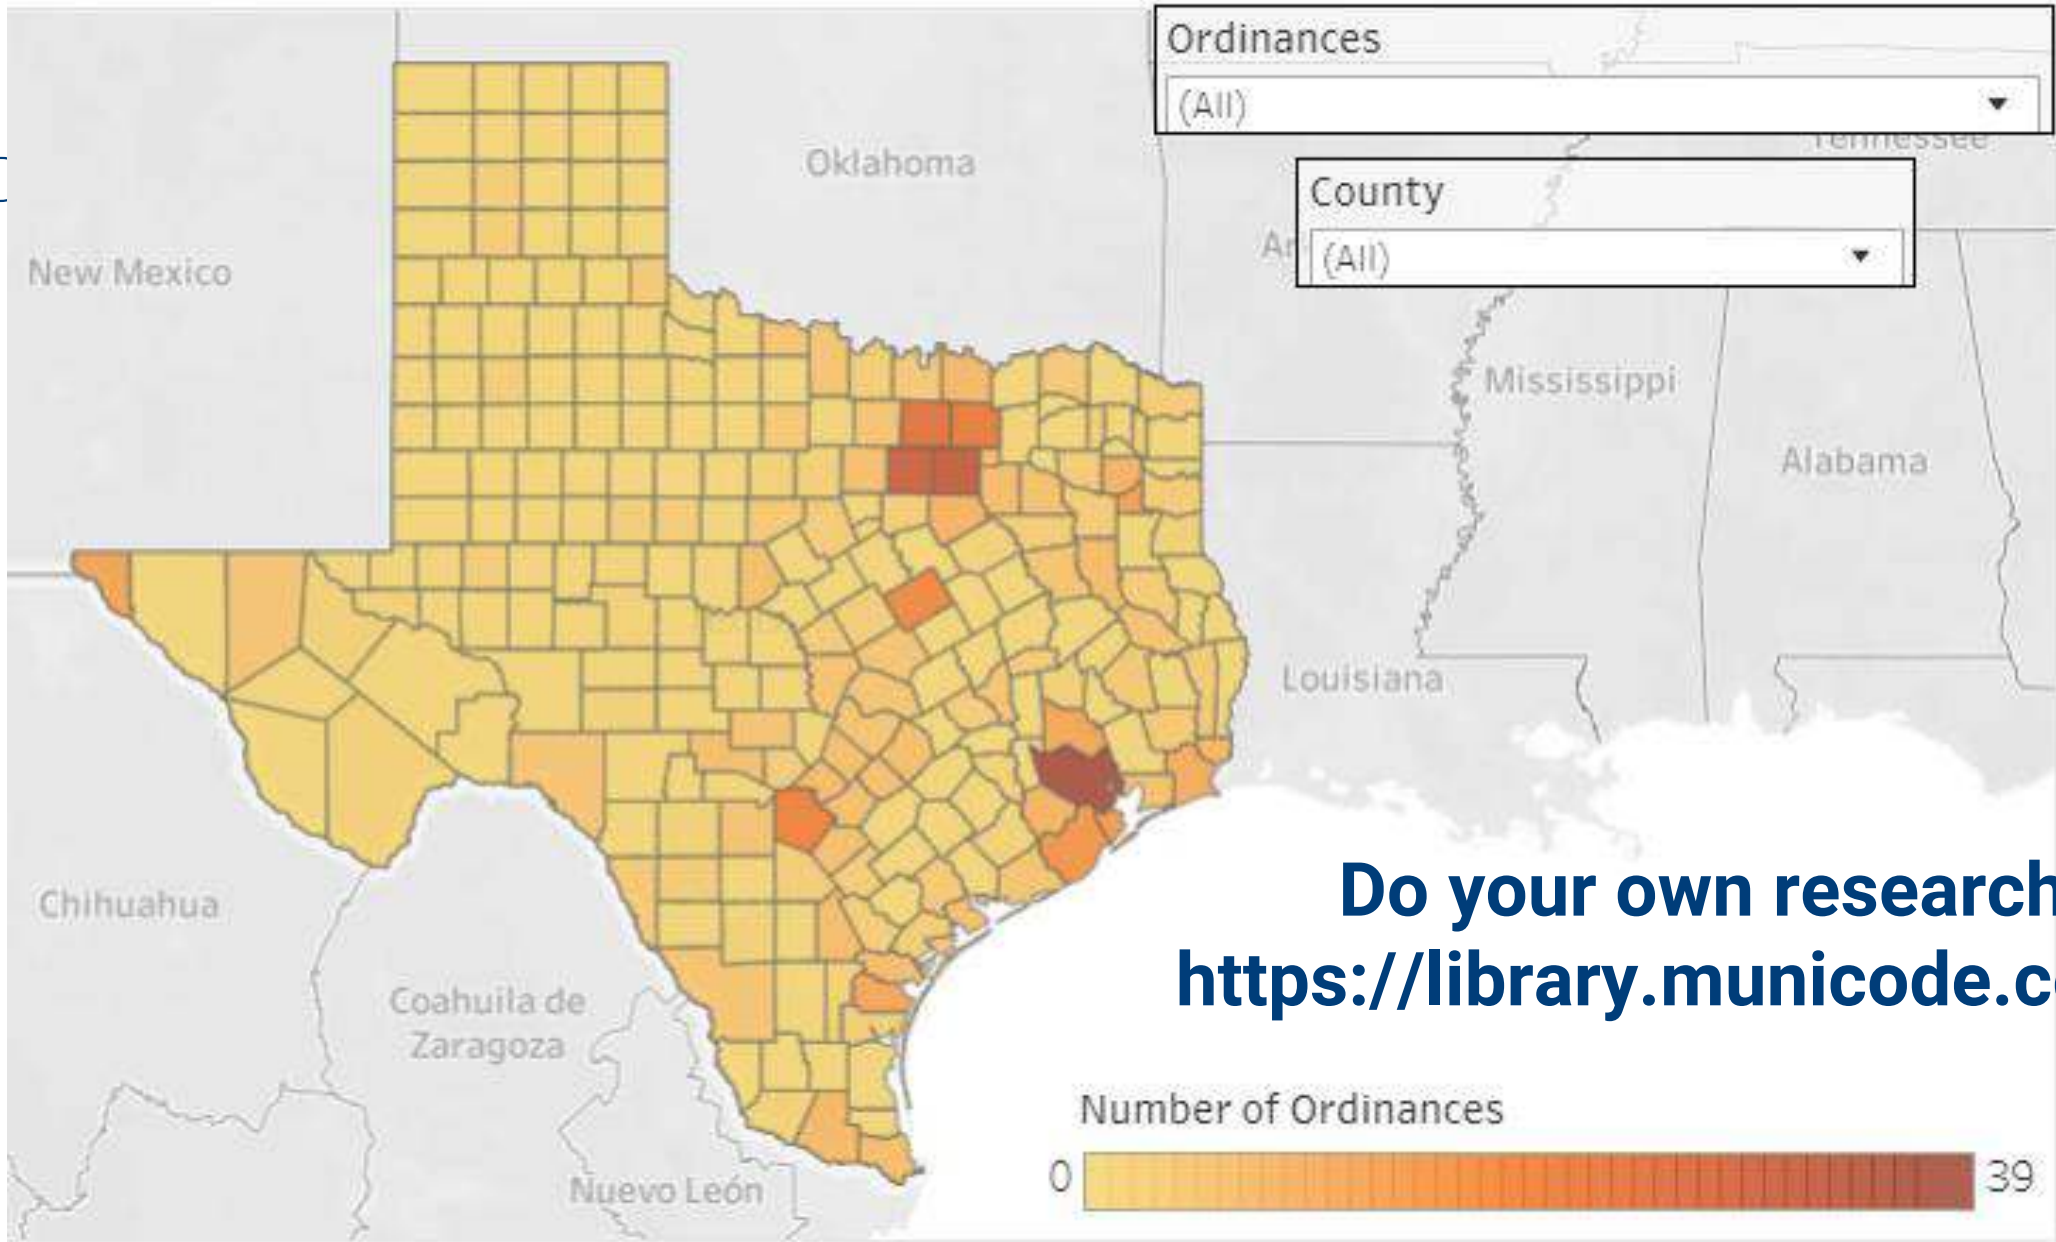 Ordinances
(All)
Tennessee
County
(All)
Oklahoma
New Mexico
Mississippi
Alabama
Louisiana
Do your own research
https://library.municode.c
Chihuahua
Coahuila de
Zaragoza
Nuevo León
Number of Ordinances
0
39